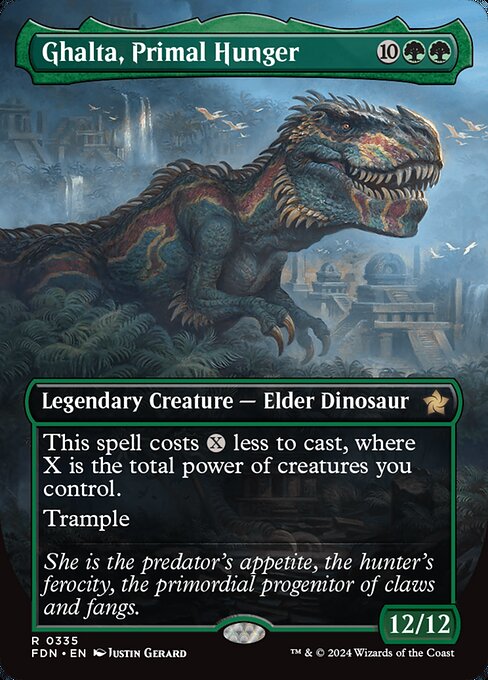 Ghalta, Primal Hunger 10
Legendary Creature — Elder Dinosaur
This spell costs X less to cast, where
X is the total power of creatures you
control.
Trample
She is the predator's appetite, the hunter's
ferocity, the primordial progenitor of claws
and fangs.
12/12
R 0335
FDN • EN Justin Gerard
™ & © 2024 Wizards of the Coast